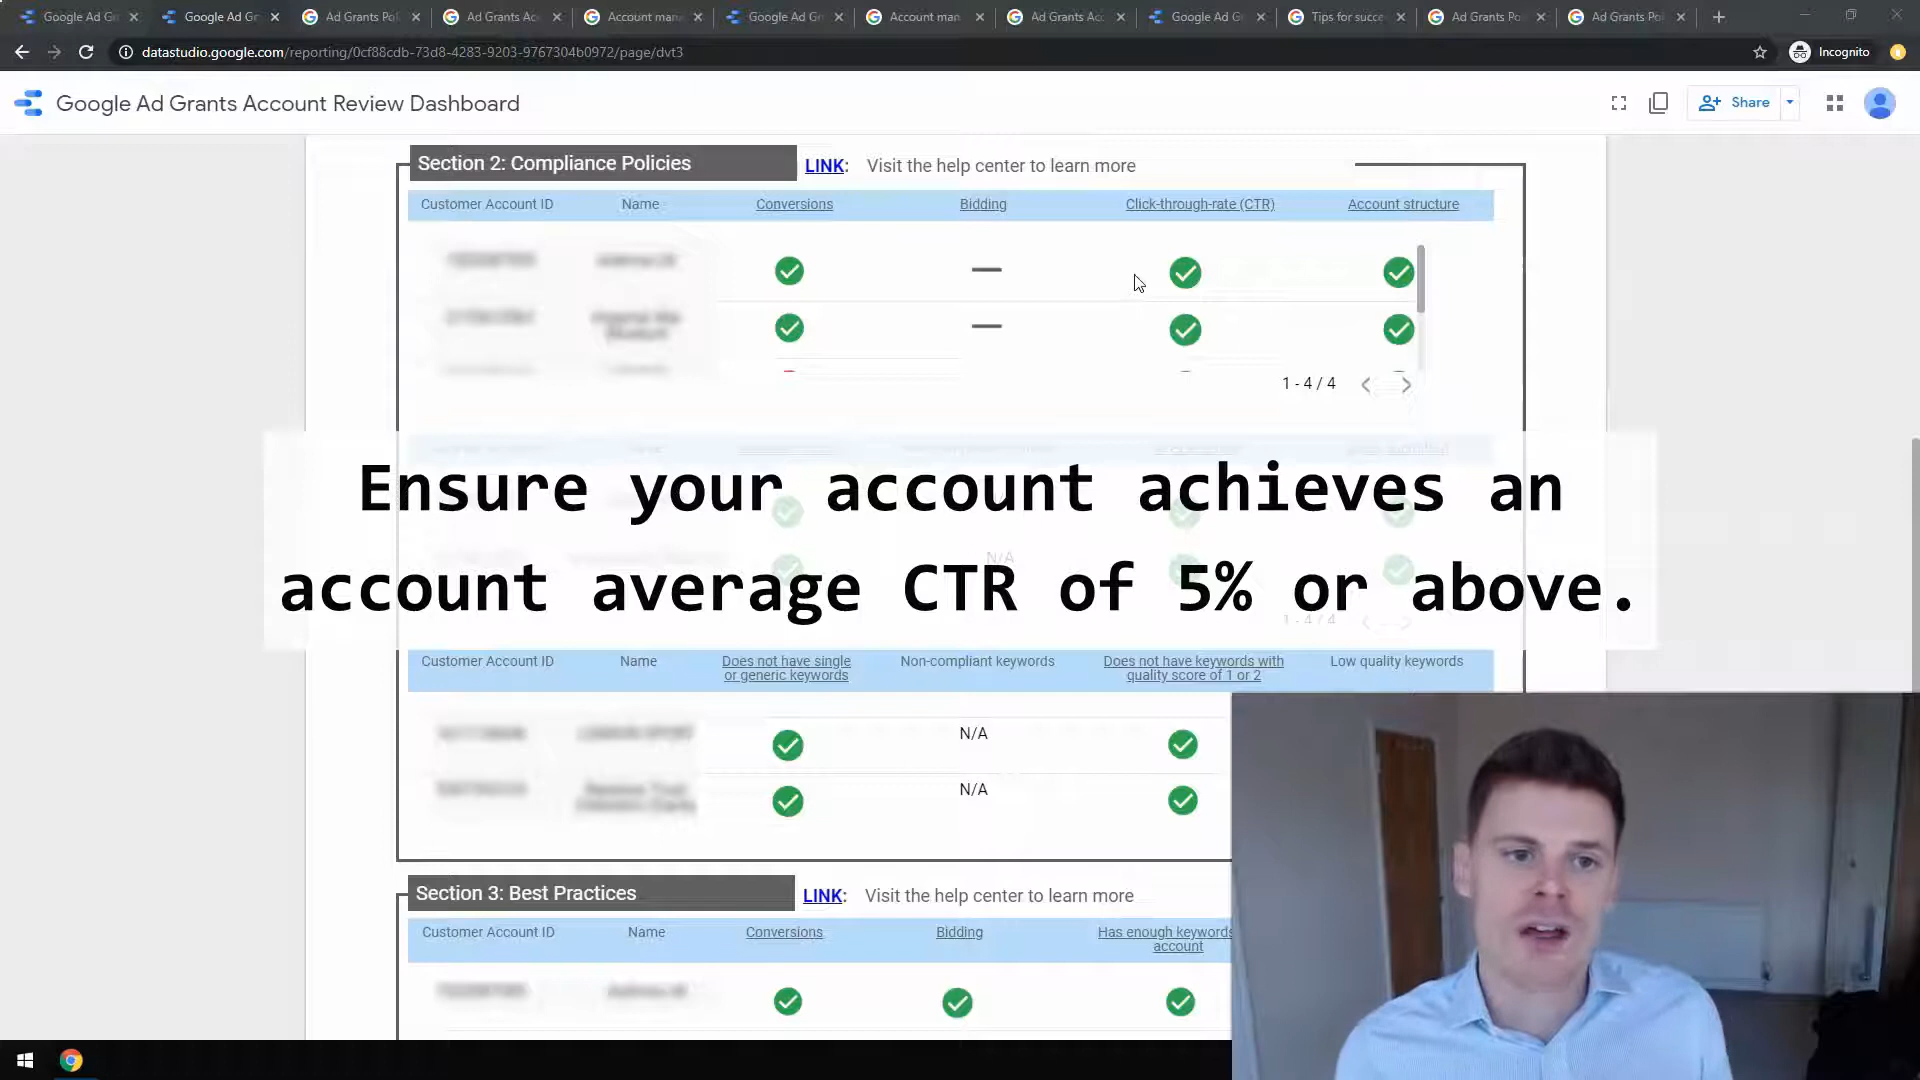 Google Ad Gr
Google Ad Gr
Ad Grants Pol
Ad Grants Acc
Account man
Google Ad Gr
Account man
Ad Grants Acc
Google Ad Gr
Tips for succe
Ad Grants Pol
Ad Grants Pol
datastudio.google.com/reporting/0cf88cdb-73d8-4283-9203-9767304b0972/page/dvt3
Incognito
Google Ad Grants Account Review Dashboard
Share
Section 2: Compliance Policies
LINK: Visit the help center to learn more
Customer Account ID Name Conversions Bidding Click-through-rate (CTR) Account structure
1 - 4 / 4
Ensure your account achieves an
N/A
account average CTR of 5% or above.
1 - 4 / 4
Customer Account ID Name Does not have single Non-compliant keywords Does not have keywords with Low quality keywords
or generic keywords quality score of 1 or 2
N/A
N/A
Section 3: Best Practices
LINK: Visit the help center to learn more
Customer Account ID Name Conversions Bidding Has enough keywords
account